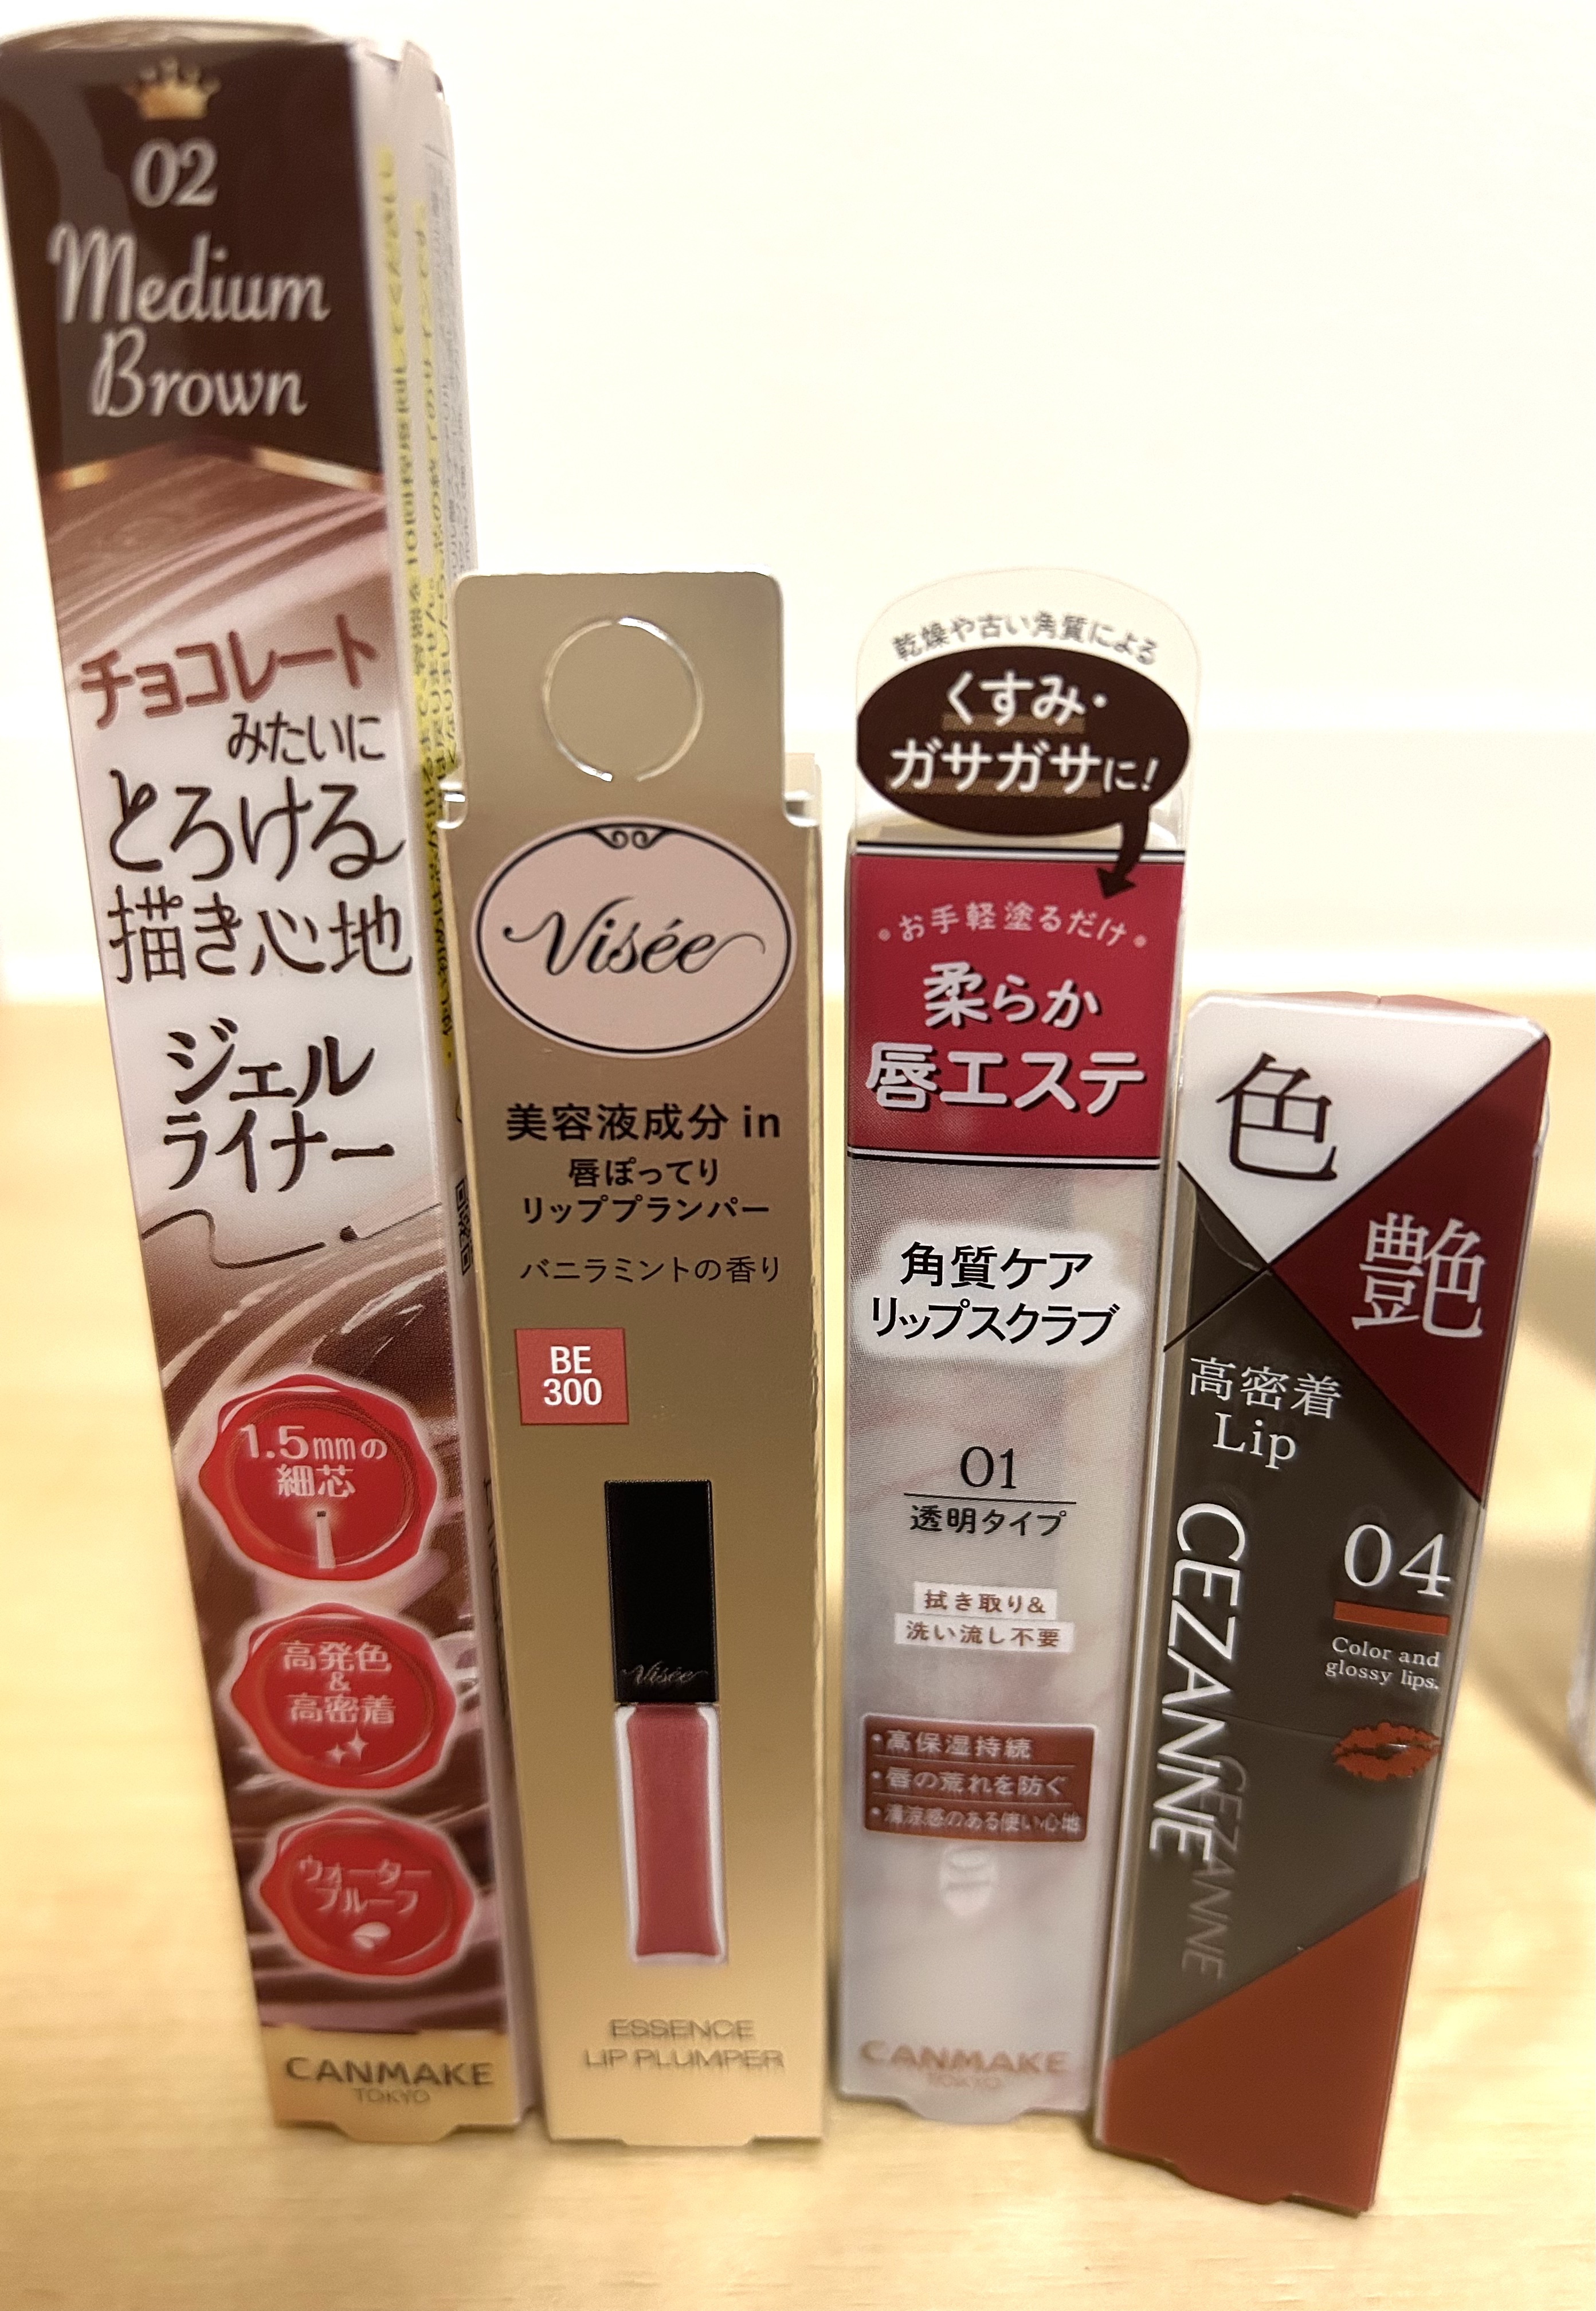 02
Medium
Brown
チョコレート
みたいに
とろける
描き心地
ジェル
ライナー
1.5mmの
細芯
高発色
&
高密着
ウォーター
プルーフ
CANMAKE
TOKYO
Visée
美容液成分 in
唇ぽってり
リッププランパー
バニラミントの香り
BE
300
Visée
ESSENCE
LIP PLUMPER
乾燥や古い角質による
くすみ・
ガサガサに!
お手軽塗るだけ
柔らか
唇エステ
角質ケア
リップスクラブ
01
透明タイプ
拭き取り&
洗い流し不要
・高保湿持続
・唇の荒れを防ぐ
・清涼感のある使い心地
CANMAKE
TOKYO
色
艶
高密着
Lip
CEZANNE
04
Color and
glossy lips.
CEZANNE